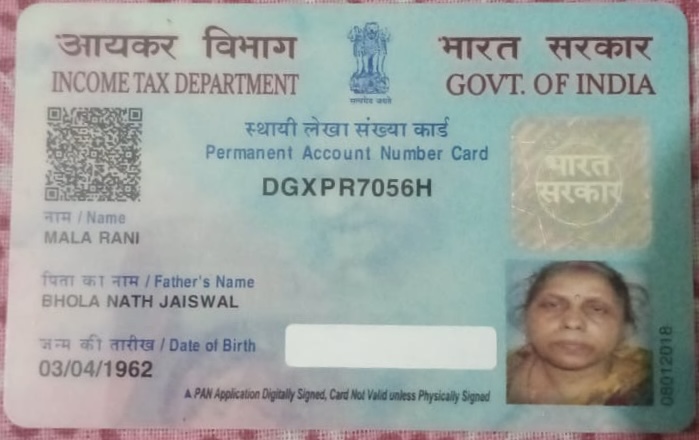 आयकर विभाग
INCOME TAX DEPARTMENT
सत्यमेव जयते
भारत सरकार
GOVT. OF INDIA
स्थायी लेखा संख्या कार्ड
Permanent Account Number Card
DGXPR7056H
भारत
सरकार
नाम / Name
MALA RANI
पिता का नाम / Father's Name
BHOLA NATH JAISWAL
जन्म की तारीख / Date of Birth
03/04/1962
PAN Application Digitally Signed, Card Not Valid unless Physically Signed
08012018